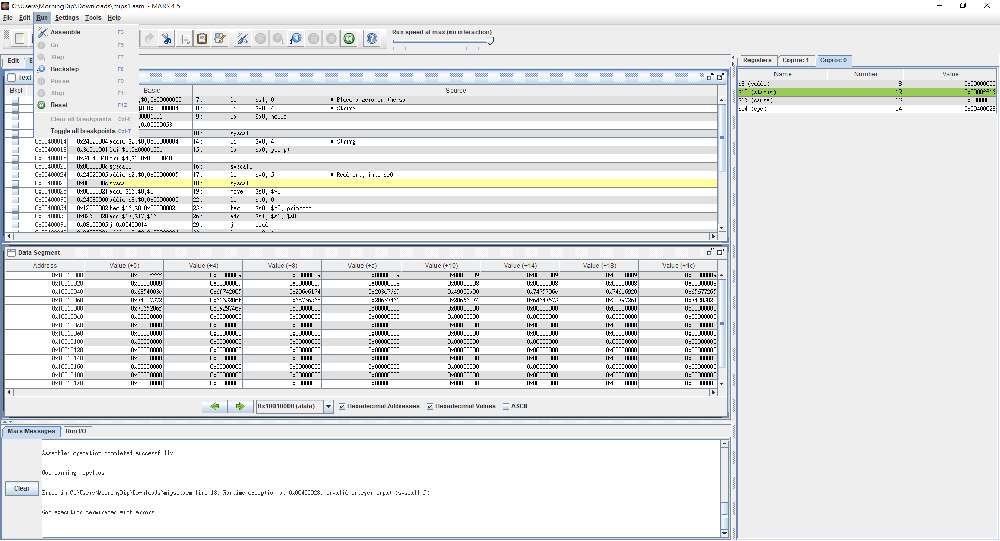 C:\Users\MorningDip\Downloads\mips1.asm - MARS 4.5
File Edit Run Settings Tools Help
Assemble F3
Go F5
Step F7
Backstep F8
Pause F9
Stop F11
Reset F12
Clear all breakpoints Ctrl-K
Toggle all breakpoints Ctrl-T
Run speed at max (no interaction)
Edit E
Text
Bkpt Basic Source
,$0,0x00000000 7: li $s1, 0 # Place a zero in the sum
$0,0x00000004 8: li $v0, 4 # String
00001001 9: la $a0, hello
,0x00000053
10: syscall
0x00400014 0x24020004 addiu $2,$0,0x00000004 14: li $v0, 4 # String
0x00400018 0x3c011001 lui $1,0x00001001 15: la $a0, prompt
0x0040001c 0x34240040 ori $4,$1,0x00000040
0x00400020 0x0000000c syscall 16: syscall
0x00400024 0x24020005 addiu $2,$0,0x00000005 17: li $v0, 5 # Read int, into $s0
0x00400028 0x0000000c syscall 18: syscall
0x0040002c 0x00028021 addu $16,$0,$2 19: move $s0, $v0
0x00400030 0x24080000 addiu $8,$0,0x00000000 22: li $t0, 0
0x00400034 0x12080002 beq $16,$8,0x00000002 23: beq $s0, $t0, printtot
0x00400038 0x02308820 add $17,$17,$16 26: add $s1, $s1, $s0
0x0040003c 0x08100005 j 0x00400014 29: j read
Data Segment
Address Value (+0) Value (+4) Value (+8) Value (+c) Value (+10) Value (+14) Value (+18) Value (+1c)
0x10010000 0x0000ffff 0x00000009 0x00000009 0x00000009 0x00000009 0x00000009 0x00000009 0x00000009
0x10010020 0x00000009 0x00000009 0x00000009 0x00000008 0x00000008 0x00000008 0x00000008 0x00000008
0x10010040 0x6854003e 0x6f742065 0x206c6174 0x203a7369 0x49000a00 0x7475706e 0x746e6920 0x65677265
0x10010060 0x74207372 0x6163206f 0x6c75636c 0x20657461 0x20656874 0x6d6d7573 0x20797261 0x74203028
0x10010080 0x7865206f 0x0a297469 0x00000000 0x00000000 0x00000000 0x00000000 0x00000000 0x00000000
0x100100a0 0x00000000 0x00000000 0x00000000 0x00000000 0x00000000 0x00000000 0x00000000 0x00000000
0x100100c0 0x00000000 0x00000000 0x00000000 0x00000000 0x00000000 0x00000000 0x00000000 0x00000000
0x100100e0 0x00000000 0x00000000 0x00000000 0x00000000 0x00000000 0x00000000 0x00000000 0x00000000
0x10010100 0x00000000 0x00000000 0x00000000 0x00000000 0x00000000 0x00000000 0x00000000 0x00000000
0x10010120 0x00000000 0x00000000 0x00000000 0x00000000 0x00000000 0x00000000 0x00000000 0x00000000
0x10010140 0x00000000 0x00000000 0x00000000 0x00000000 0x00000000 0x00000000 0x00000000 0x00000000
0x10010160 0x00000000 0x00000000 0x00000000 0x00000000 0x00000000 0x00000000 0x00000000 0x00000000
0x10010180 0x00000000 0x00000000 0x00000000 0x00000000 0x00000000 0x00000000 0x00000000 0x00000000
0x100101a0 0x00000000 0x00000000 0x00000000 0x00000000 0x00000000 0x00000000 0x00000000 0x00000000
0x10010000 (.data) Hexadecimal Addresses Hexadecimal Values ASCII
Mars Messages Run I/O
Assemble: operation completed successfully.
Go: running mips1.asm
Error in C:\Users\MorningDip\Downloads\mips1.asm line 18: Runtime exception at 0x00400028: invalid integer input (syscall 5)
Go: execution terminated with errors.
Clear
Registers Coproc 1 Coproc 0
Name Number Value
$8 (vaddr) 8 0x00000000
$12 (status) 12 0x0000ff13
$13 (cause) 13 0x00000020
$14 (epc) 14 0x00400028